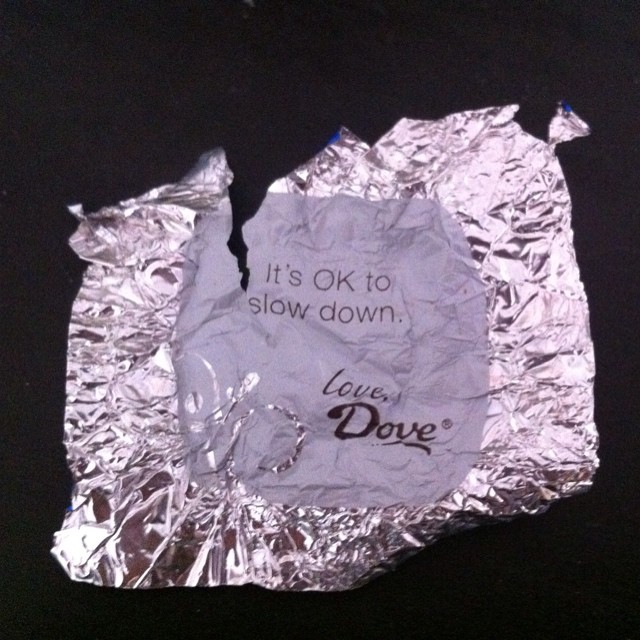 It's OK to
slow down.
love,
Dove®